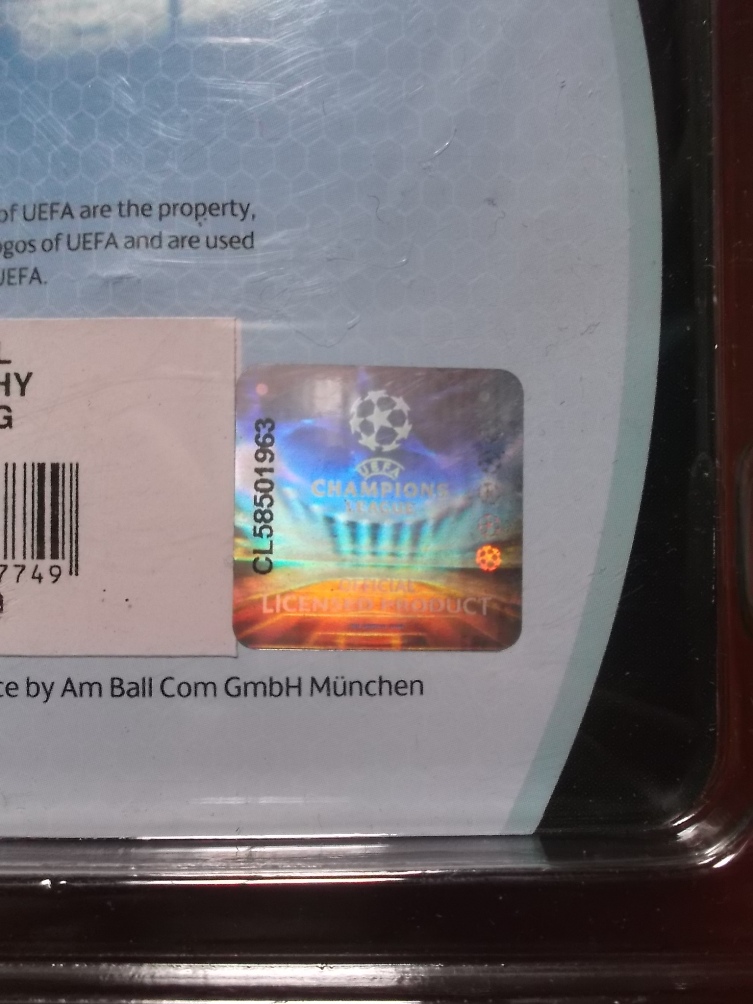 of UEFA are the property,
ogos of UEFA and are used
UEFA.
L
HY
G
7749
CL58501963
UEFA
CHAMPIONS
LEAGUE
OFFICIAL
LICENSED PRODUCT
ce by Am Ball Com GmbH München